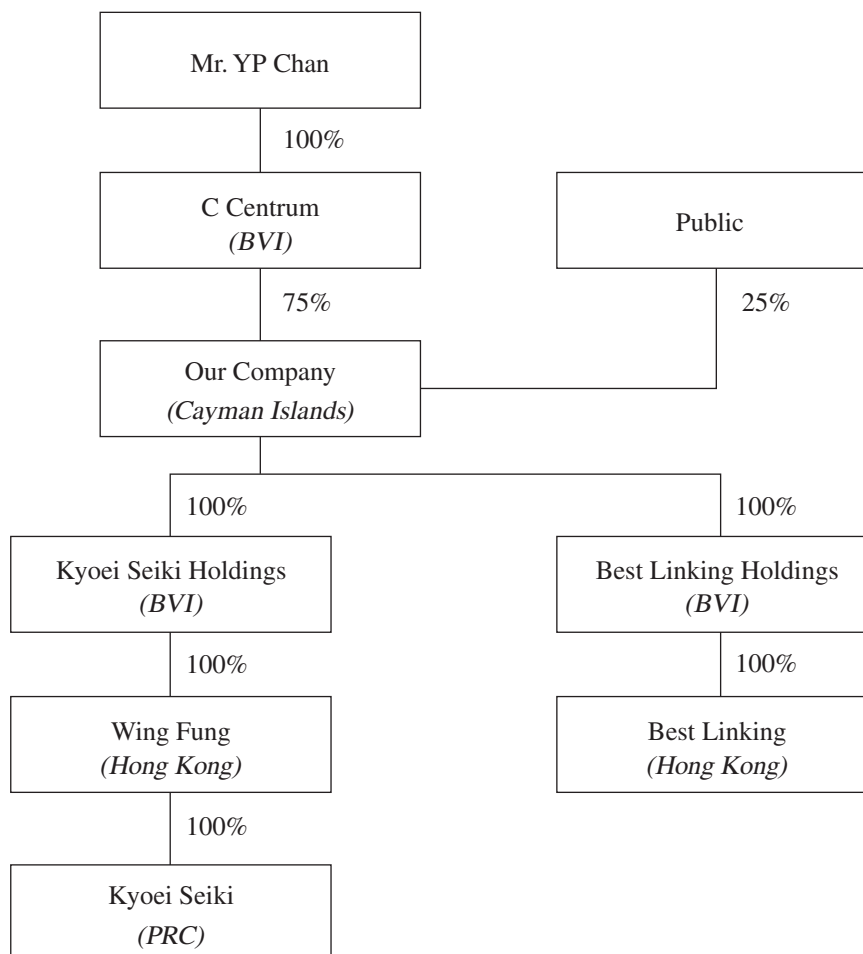 Mr. YP Chan
100%
C Centrum
(BVI)
Public
75%
25%
Our Company
(Cayman Islands)
100%
100%
Kyoei Seiki Holdings
(BVI)
Best Linking Holdings
(BVI)
100%
100%
Wing Fung
(Hong Kong)
Best Linking
(Hong Kong)
100%
Kyoei Seiki
(PRC)